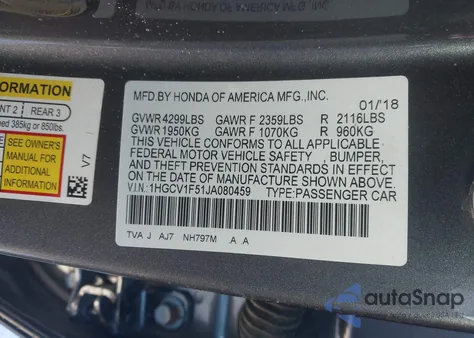 INFORMATION
NT 2 REAR 3
ed 385kg or 850lbs.
SEE OWNER'S
MANUAL FOR
ADDITIONAL
INFORMATION
V7
MFD.BY HONDA OF AMERICA MFG.,INC.
01/18
GVWR 4299LBS GAWR F 2359LBS R 2116LBS
GVWR 1950KG GAWR F 1070KG R 960KG
THIS VEHICLE CONFORMS TO ALL APPLICABLE
FEDERAL MOTOR VEHICLE SAFETY , BUMPER,
AND THEFT PREVENTION STANDARDS IN EFFECT
ON THE DATE OF MANUFACTURE SHOWN ABOVE.
V.I.N.: 1HGCV1F51JA080459 TYPE:PASSENGER CAR
TVA J AJ7 NH797M .A .A
autoSnap